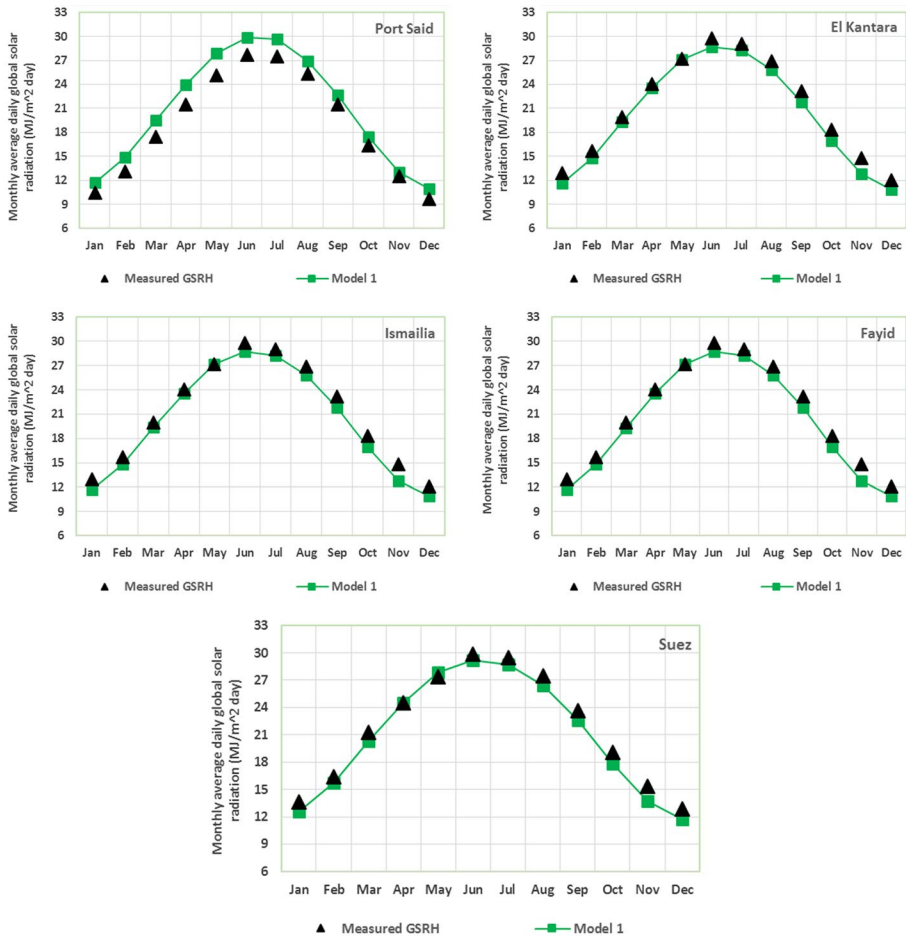 Port Said
Monthly average daily global solar
radiation (MJ/m^2 day)
33
30
27
24
21
18
15
12
9
6
Jan Feb Mar Apr May Jun Jul Aug Sep Oct Nov Dec
Measured GSRH Model 1
El Kantara
Monthly average daily global solar
radiation (MJ/m^2 day)
33
30
27
24
21
18
15
12
9
6
Jan Feb Mar Apr May Jun Jul Aug Sep Oct Nov Dec
Measured GSRH Model 1
Ismailia
Monthly average daily global solar
radiation (MJ/m^2 day)
33
30
27
24
21
18
15
12
9
6
Jan Feb Mar Apr May Jun Jul Aug Sep Oct Nov Dec
Measured GSRH Model 1
Fayid
Monthly average daily global solar
radiation (MJ/m^2 day)
33
30
27
24
21
18
15
12
9
6
Jan Feb Mar Apr May Jun Jul Aug Sep Oct Nov Dec
Measured GSRH Model 1
Suez
Monthly average daily global solar
radiation (MJ/m^2 day)
33
30
27
24
21
18
15
12
9
6
Jan Feb Mar Apr May Jun Jul Aug Sep Oct Nov Dec
Measured GSRH Model 1